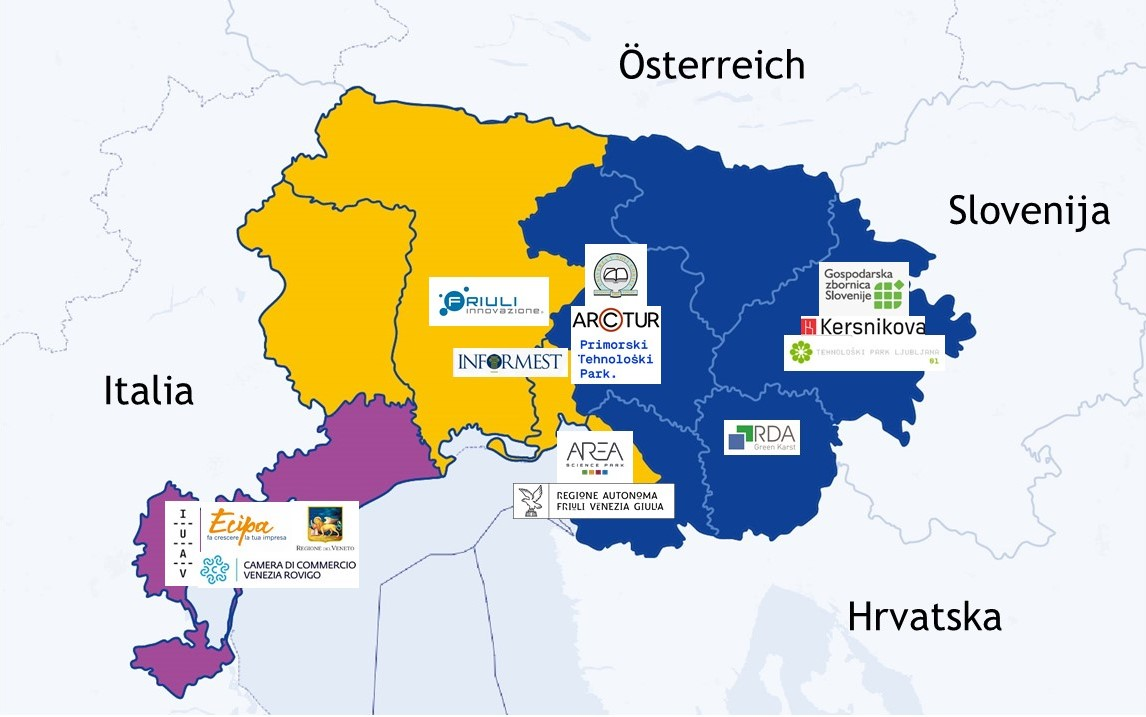 Österreich
Slovenija
Italia
Hrvatska
FRIULI
innovazione
INFORMEST
ARCTUR
Primorski
Tehnološki
Park.
Gospodarska
zbornica
Slovenije
Kersnikova
TEHNOLOŠKI PARK LJUBLJANA
RDA
Green Karst
AREA
SCIENCE PARK
REGIONE AUTONOMA
FRIULI VENEZIA GIULIA
I
U
A
V
Ecipa
fa crescere la tua impresa
REGIONE DEL VENETO
CAMERA DI COMMERCIO
VENEZIA ROVIGO